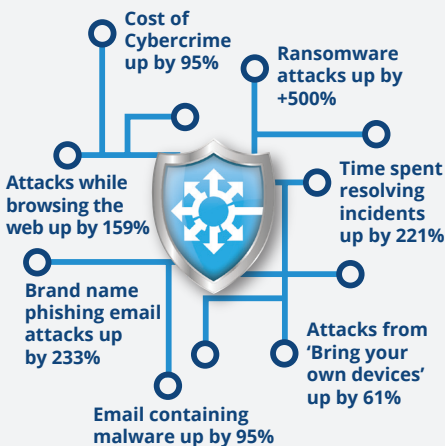 Cost of
Cybercrime
up by 95%
Ransomware
attacks up by
+500%
Attacks while
browsing the
web up by 159%
Time spent
resolving
incidents
up by 221%
Brand name
phishing email
attacks up
by 233%
Attacks from
‘Bring your
own devices’
up by 61%
Email containing
malware up by 95%